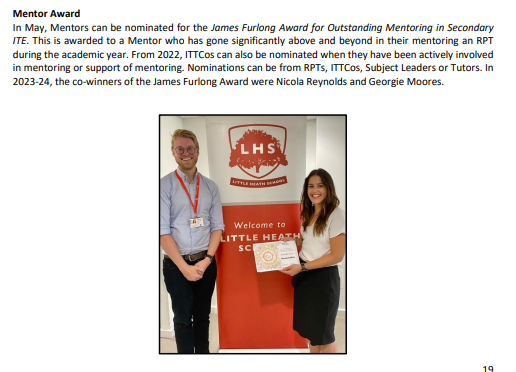 Mentor Award
In May, Mentors can be nominated for the James Furlong Award for Outstanding Mentoring in Secondary
ITE. This is awarded to a Mentor who has gone significantly above and beyond in their mentoring an RPT
during the academic year. From 2022, ITTCos can also be nominated when they have been actively involved
in mentoring or support of mentoring. Nominations can be from RPTs, ITTCos, Subject Leaders or Tutors. In
2023-24, the co-winners of the James Furlong Award were Nicola Reynolds and Georgie Moores.
LHS
LITTLE HEATH SCHOOL
Welcome to
LITTLE HEATH
SC
19